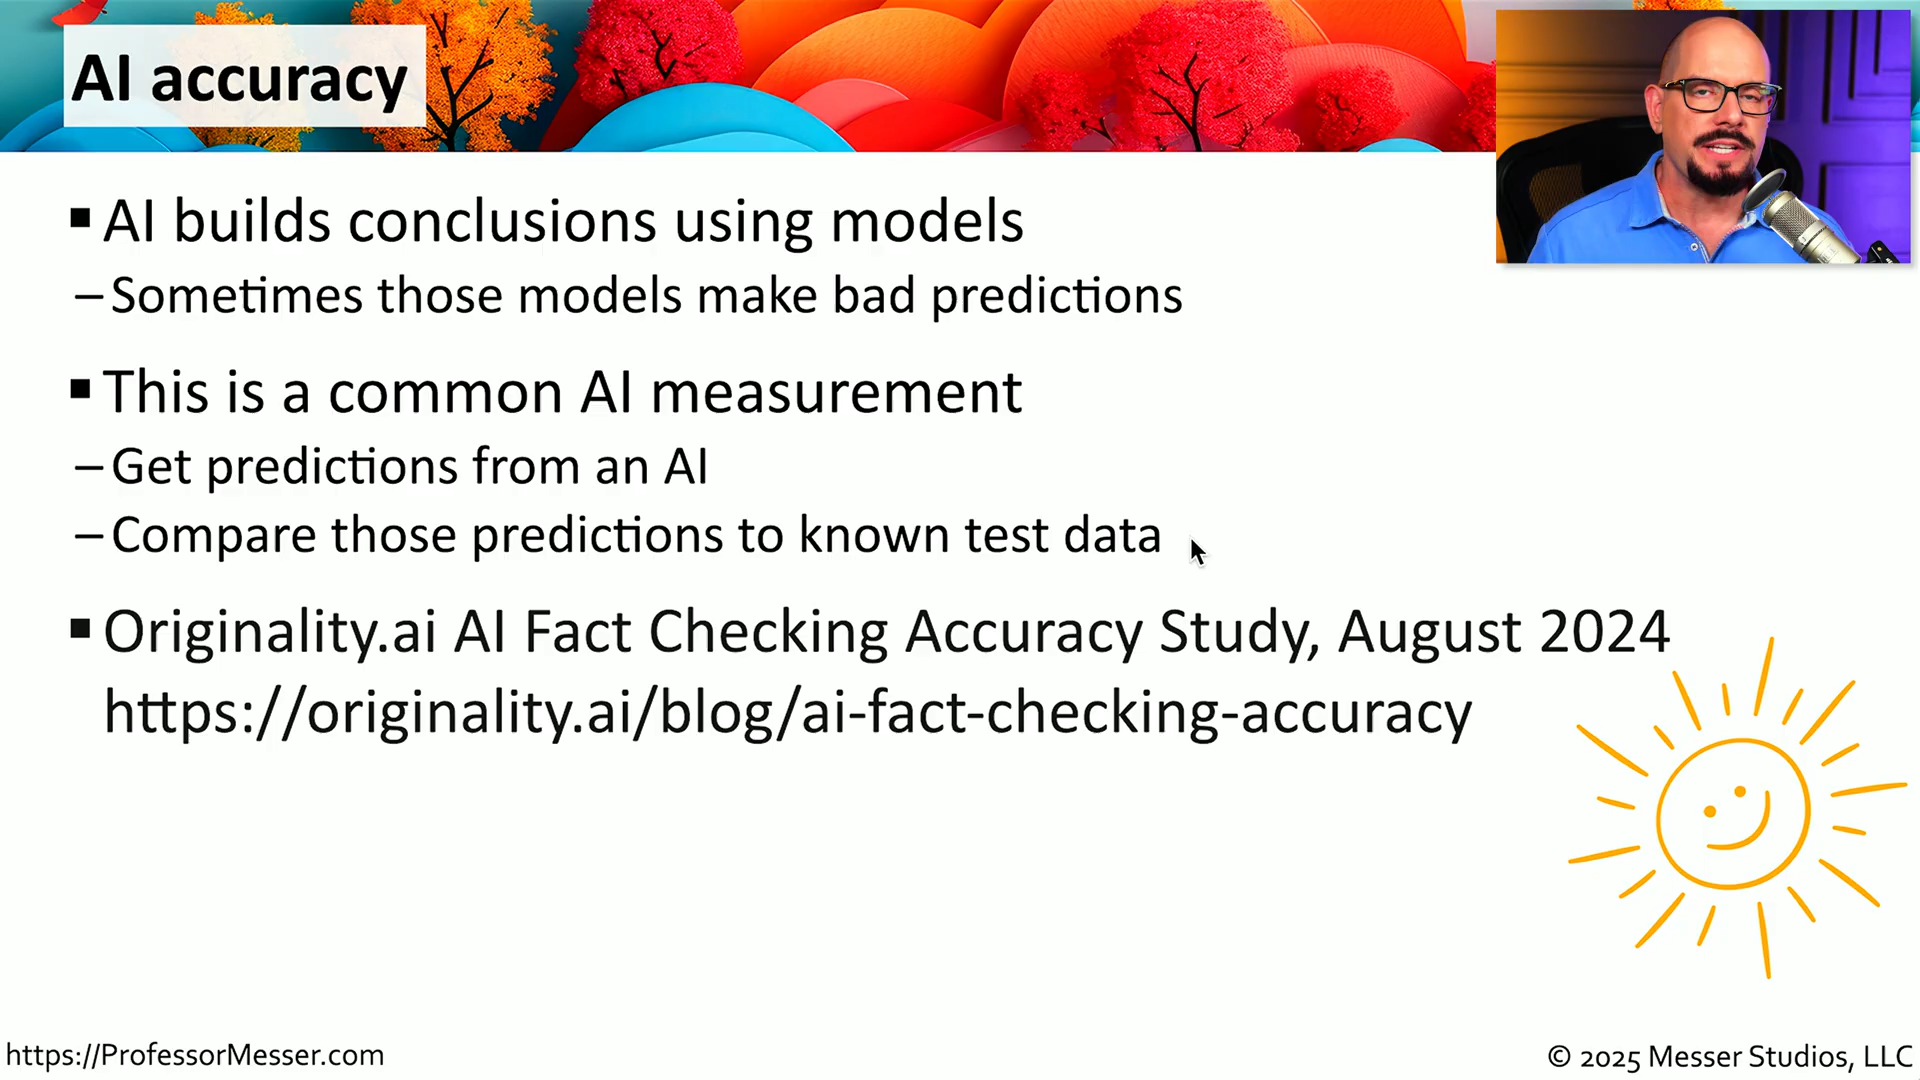 AI accuracy
▪ AI builds conclusions using models
– Sometimes those models make bad predictions
▪ This is a common AI measurement
– Get predictions from an AI
– Compare those predictions to known test data
▪ Originality.ai AI Fact Checking Accuracy Study, August 2024
https://originality.ai/blog/ai-fact-checking-accuracy
https://ProfessorMesser.com
© 2025 Messer Studios, LLC